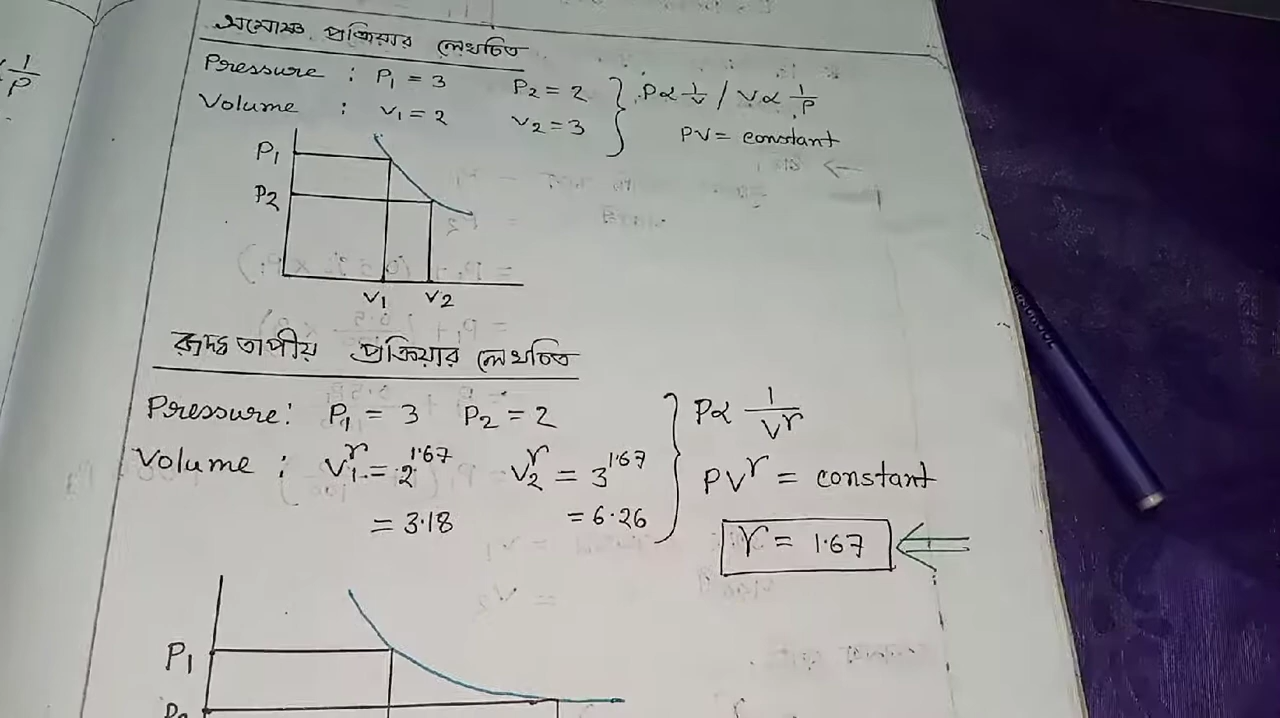 সমোষ্ণ প্রক্রিয়ার লেখচিত
Pressure : P₁ = 3 P₂ = 2 } P∝ 1/V / V∝ 1/P
Volume : V₁ = 2 V₂ = 3 PV = constant
P₁
P₂
V₁ V₂
রুদ্ধতাপীয় প্রক্রিয়ার লেখচিত
Pressure: P₁ = 3 P₂ = 2 } P∝ 1/V^γ
Volume : V₁^γ = 2^1.67 V₂^γ = 3^1.67 PV^γ = constant
= 3.18 = 6.26 γ = 1.67
P₁
P₂
1/P